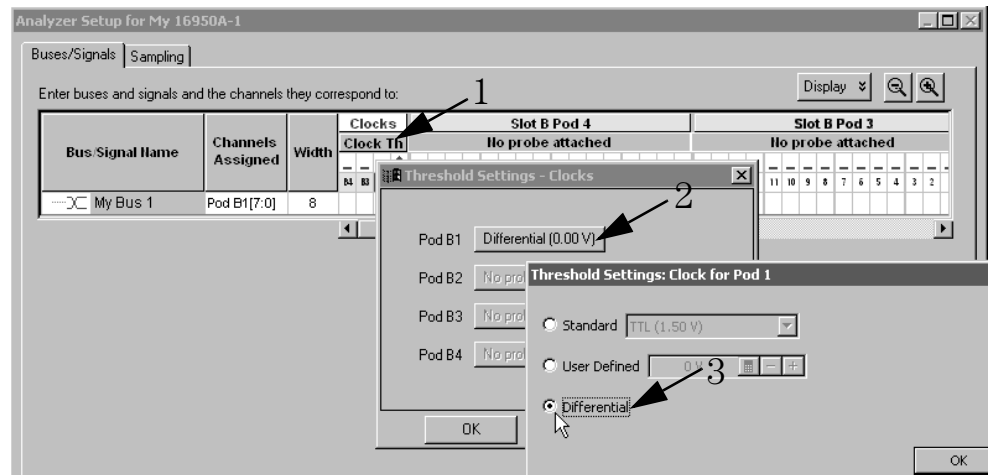 Analyzer Setup for My 16950A-1
Buses/Signals Sampling
Enter buses and signals and the channels they correspond to:
Display
1
Bus/Signal Name Channels Assigned Width Clocks Slot B Pod 4 Slot B Pod 3
Clock Th No probe attached No probe attached
B4 B3 11 10 9 8 7 6 5 4 3 2
My Bus 1 Pod B1[7:0] 8
Threshold Settings - Clocks
2
Pod B1 Differential (0.00 V)
Pod B2 No
Pod B3 No
Pod B4 No
OK
Threshold Settings: Clock for Pod 1
Standard TTL (1.50 V)
User Defined 0 V
3
Differential
OK